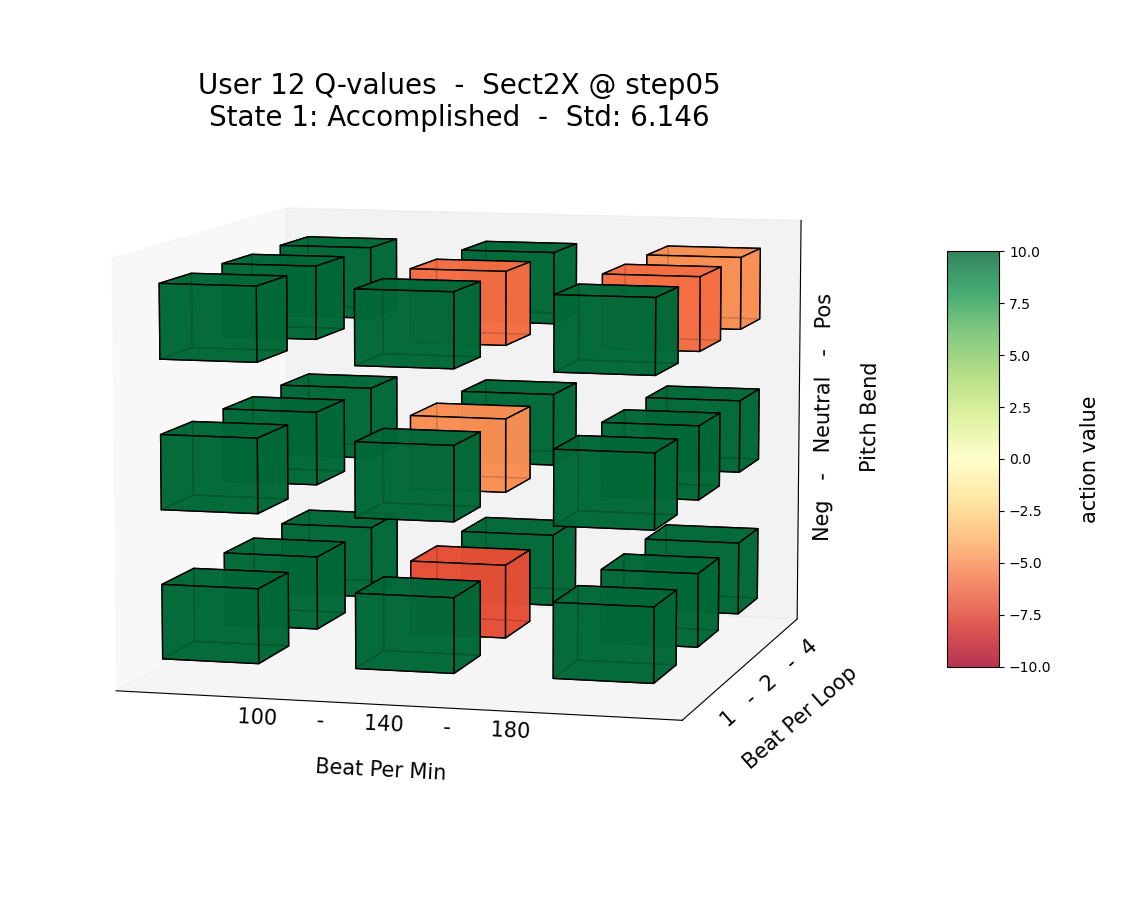 User 12 Q-values  -  Sect2X @ step05
State 1: Accomplished  -  Std: 6.146
100   -   140   -   180
Beat Per Min
1  -  2  -  4
Beat Per Loop
Neg   -   Neutral   -   Pos
Pitch Bend
10.0
7.5
5.0
2.5
0.0
−2.5
−5.0
−7.5
−10.0
action value